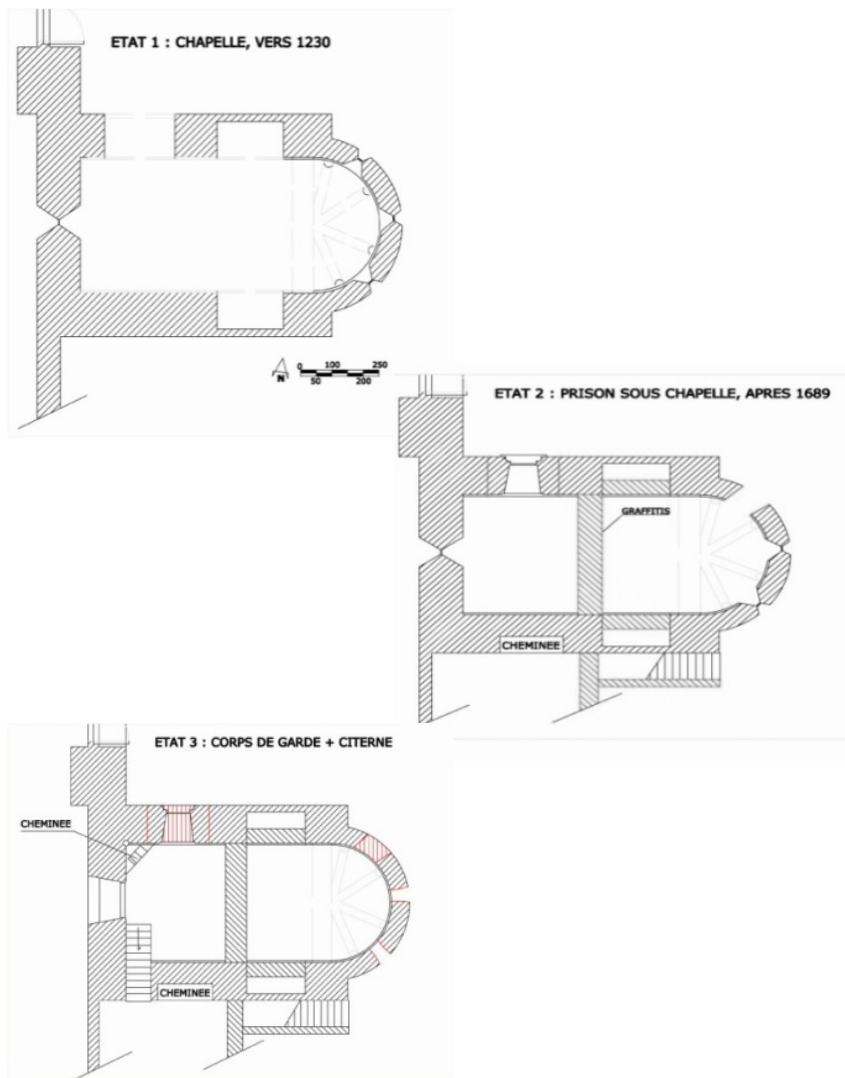 ETAT 1 : CHAPELLE, VERS 1230
0 100 250
N 50 200
ETAT 2 : PRISON SOUS CHAPELLE, APRES 1689
GRAFFITIS
CHEMINEE
ETAT 3 : CORPS DE GARDE + CITERNE
CHEMINEE
CHEMINEE